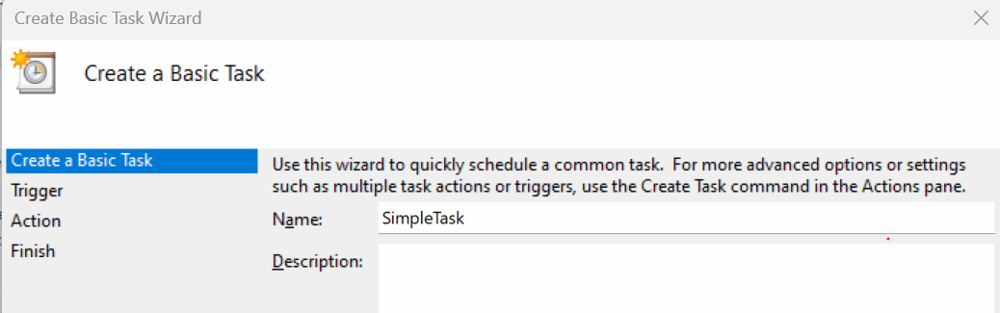 Create Basic Task Wizard
Create a Basic Task
Create a Basic Task
Trigger
Action
Finish
Use this wizard to quickly schedule a common task. For more advanced options or settings
such as multiple task actions or triggers, use the Create Task command in the Actions pane.
Name: SimpleTask
Description: